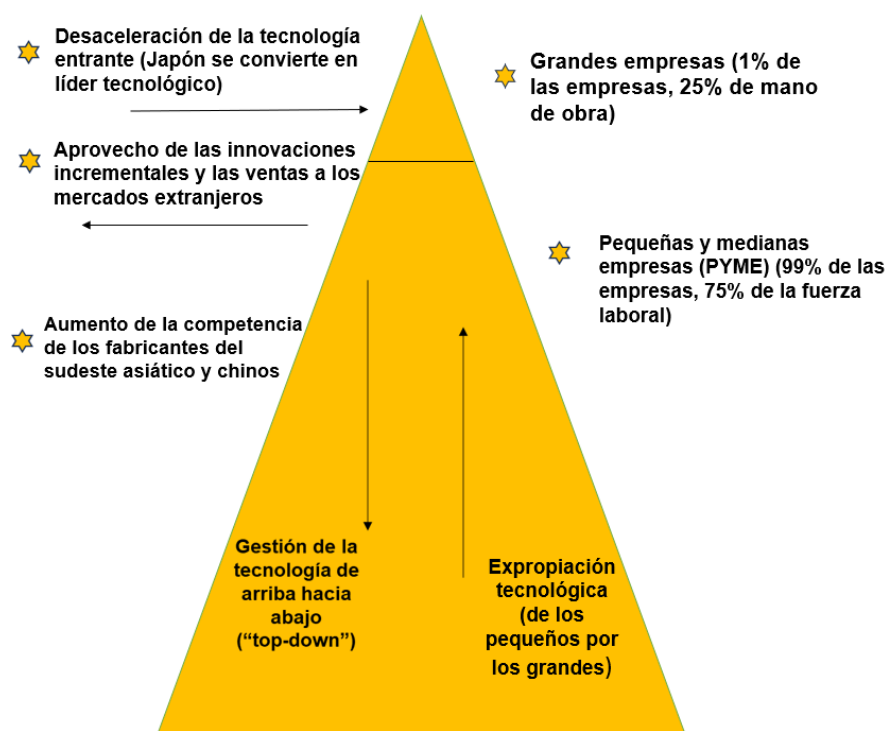 Desaceleración de la tecnología
entrante (Japón se convierte en
líder tecnológico)
Aprovecho de las innovaciones
incrementales y las ventas a los
mercados extranjeros
Aumento de la competencia
de los fabricantes del
sudeste asiático y chinos
Grandes empresas (1% de
las empresas, 25% de mano
de obra)
Pequeñas y medianas
empresas (PYME) (99% de las
empresas, 75% de la fuerza
laboral)
Gestión de la
tecnología de
arriba hacia
abajo
(“top-down”)
Expropiación
tecnológica
(de los
pequeños por
los grandes)